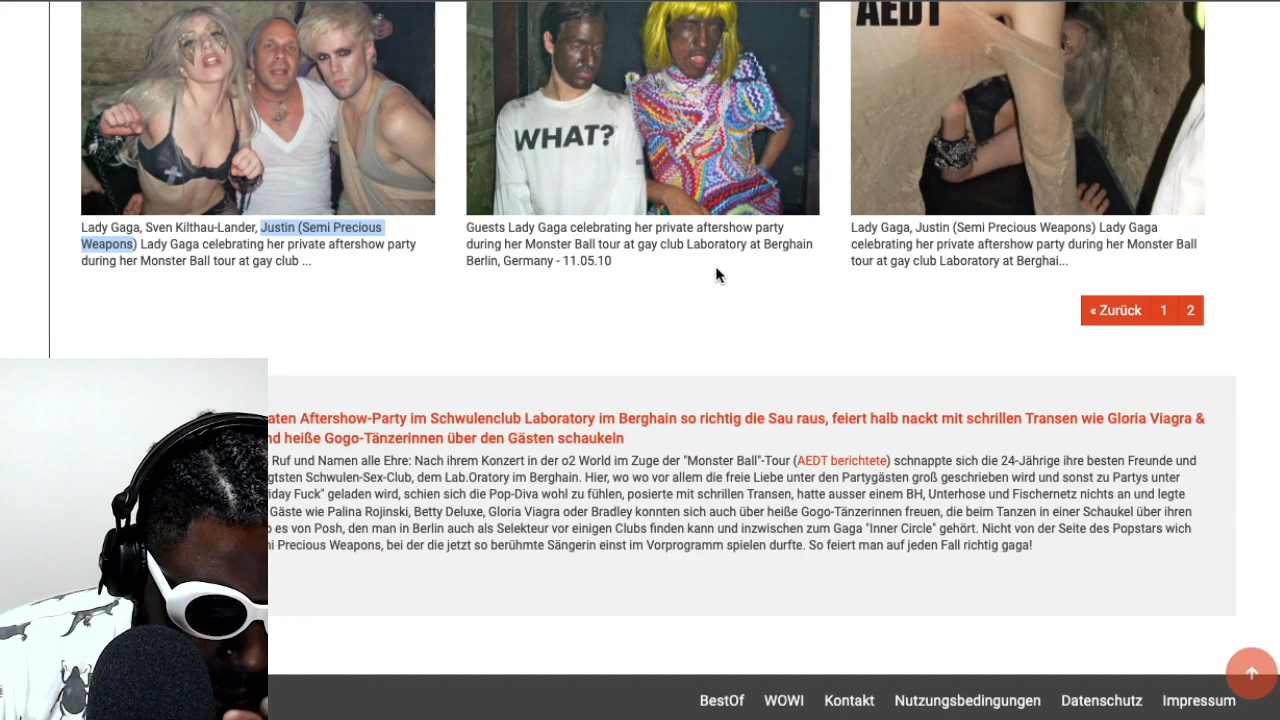 AEDT
WHAT?
Lady Gaga, Sven Kilthau-Lander, Justin (Semi Precious
Weapons) Lady Gaga celebrating her private aftershow party
during her Monster Ball tour at gay club ...
Guests Lady Gaga celebrating her private aftershow party
during her Monster Ball tour at gay club Laboratory at Berghain
Berlin, Germany - 11.05.10
Lady Gaga, Justin (Semi Precious Weapons) Lady Gaga
celebrating her private aftershow party during her Monster Ball
tour at gay club Laboratory at Berghai...
« Zurück 1 2
aten Aftershow-Party im Schwulenclub Laboratory im Berghain so richtig die Sau raus, feiert halb nackt mit schrillen Transen wie Gloria Viagra &
nd heiße Gogo-Tänzerinnen über den Gästen schaukeln
Ruf und Namen alle Ehre: Nach ihrem Konzert in der o2 World im Zuge der "Monster Ball"-Tour (AEDT berichtete) schnappte sich die 24-Jährige ihre besten Freunde und
gtsten Schwulen-Sex-Club, dem Lab.Oratory im Berghain. Hier, wo wo vor allem die freie Liebe unter den Partygästen groß geschrieben wird und sonst zu Partys unter
iday Fuck" geladen wird, schien sich die Pop-Diva wohl zu fühlen, posierte mit schrillen Transen, hatte ausser einem BH, Unterhose und Fischernetz nichts an und legte
Gäste wie Palina Rojinski, Betty Deluxe, Gloria Viagra oder Bradley konnten sich auch über heiße Gogo-Tänzerinnen freuen, die beim Tanzen in einer Schaukel über ihren
es von Posh, den man in Berlin auch als Selekteur vor einigen Clubs finden kann und inzwischen zum Gaga "Inner Circle" gehört. Nicht von der Seite des Popstars wich
ni Precious Weapons, bei der die jetzt so berühmte Sängerin einst im Vorprogramm spielen durfte. So feiert man auf jeden Fall richtig gaga!
BestOf WOWI Kontakt Nutzungsbedingungen Datenschutz Impressum